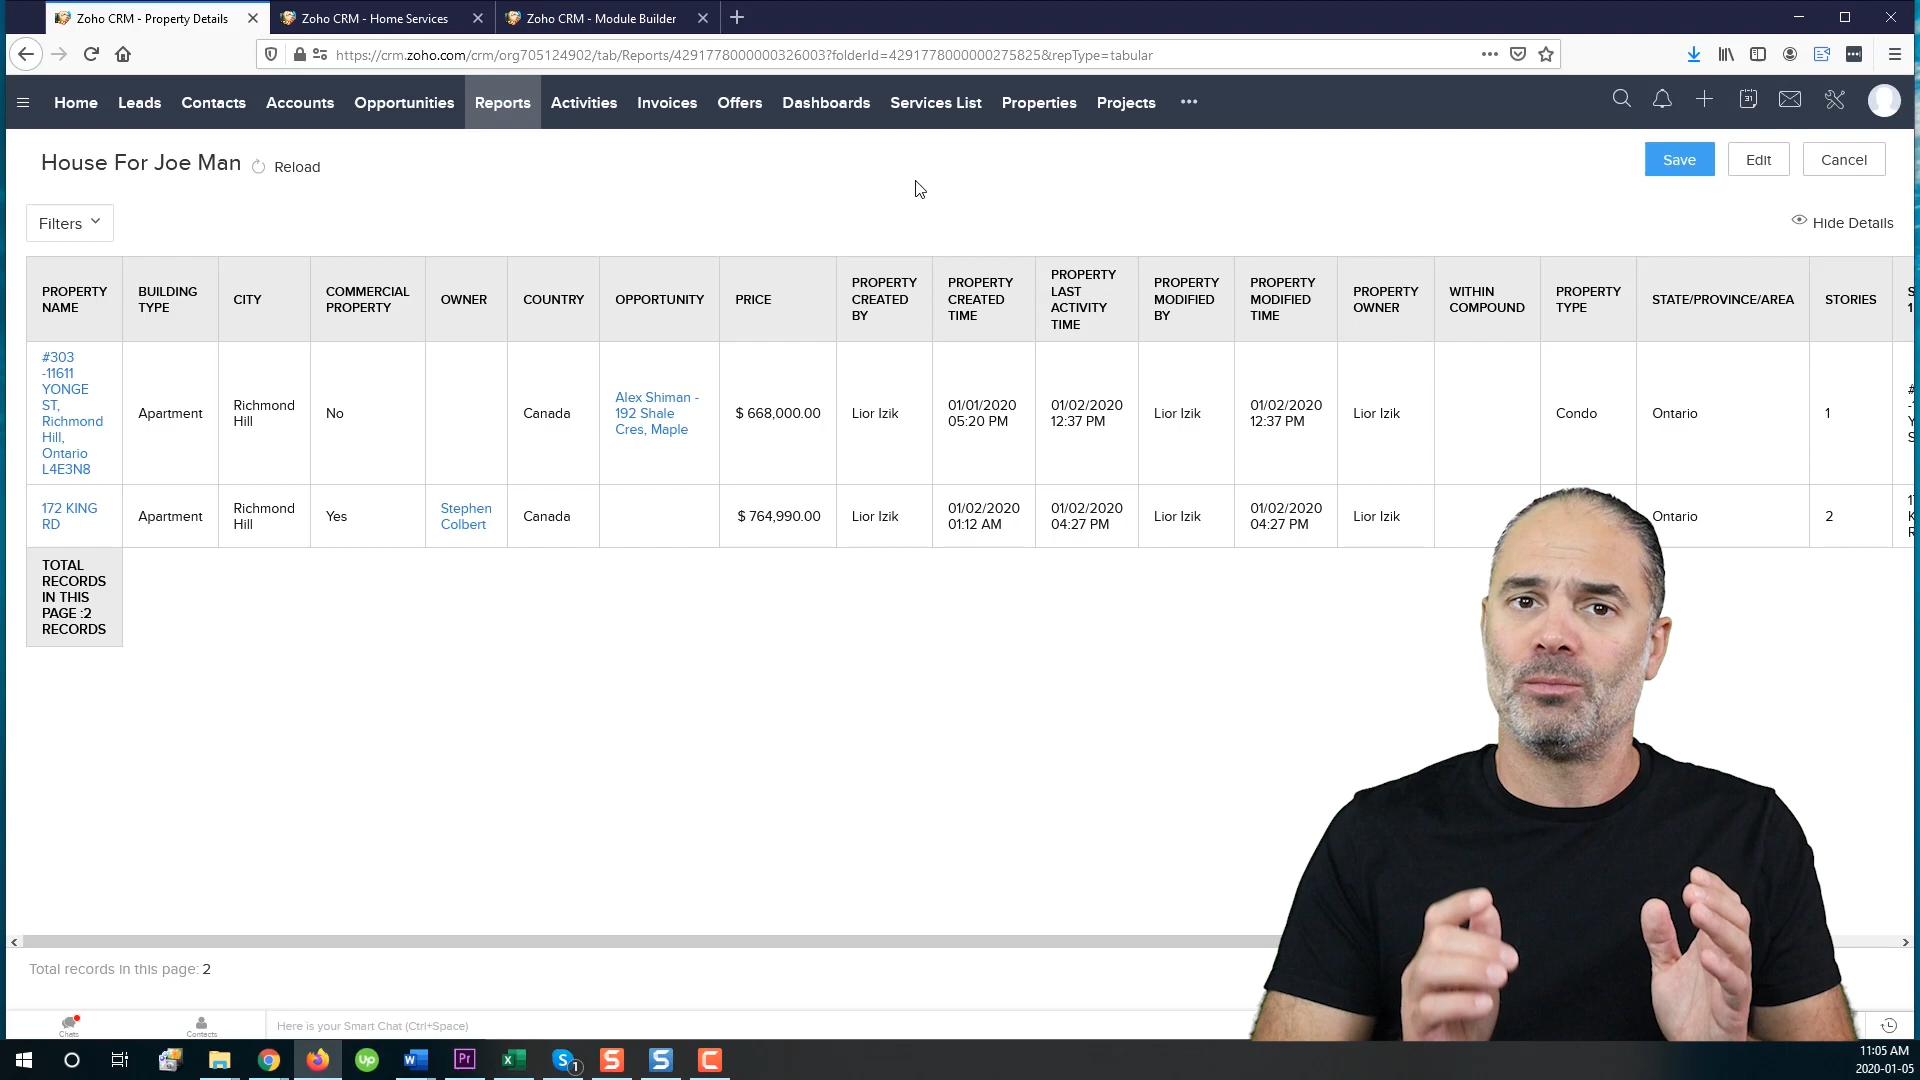 Zoho CRM - Property Details
Zoho CRM - Home Services
Zoho CRM - Module Builder
https://crm.zoho.com/crm/org705124902/tab/Reports/4291778000000326003?folderId=4291778000000275825&repType=tabular
Home Leads Contacts Accounts Opportunities Reports Activities Invoices Offers Dashboards Services List Properties Projects
31
House For Joe Man
Reload
Save
Edit
Cancel
Filters
Hide Details
PROPERTY
NAME
BUILDING
TYPE
CITY
COMMERCIAL
PROPERTY
OWNER
COUNTRY
OPPORTUNITY
PRICE
PROPERTY
CREATED
BY
PROPERTY
CREATED
TIME
PROPERTY
LAST
ACTIVITY
TIME
PROPERTY
MODIFIED
BY
PROPERTY
MODIFIED
TIME
PROPERTY
OWNER
WITHIN
COMPOUND
PROPERTY
TYPE
STATE/PROVINCE/AREA
STORIES
#303
-11611
YONGE
ST,
Richmond
Hill,
Ontario
L4E3N8
Apartment
Richmond
Hill
No
Canada
Alex Shiman -
192 Shale
Cres, Maple
$ 668,000.00
Lior Izik
01/01/2020
05:20 PM
01/02/2020
12:37 PM
Lior Izik
01/02/2020
12:37 PM
Lior Izik
Condo
Ontario
1
172 KING
RD
Apartment
Richmond
Hill
Yes
Stephen
Colbert
Canada
$ 764,990.00
Lior Izik
01/02/2020
01:12 AM
01/02/2020
04:27 PM
Lior Izik
01/02/2020
04:27 PM
Lior Izik
Ontario
2
TOTAL
RECORDS
IN THIS
PAGE :2
RECORDS
Total records in this page: 2
Chats
Contacts
Here is your Smart Chat (Ctrl+Space)
11:05 AM
2020-01-05